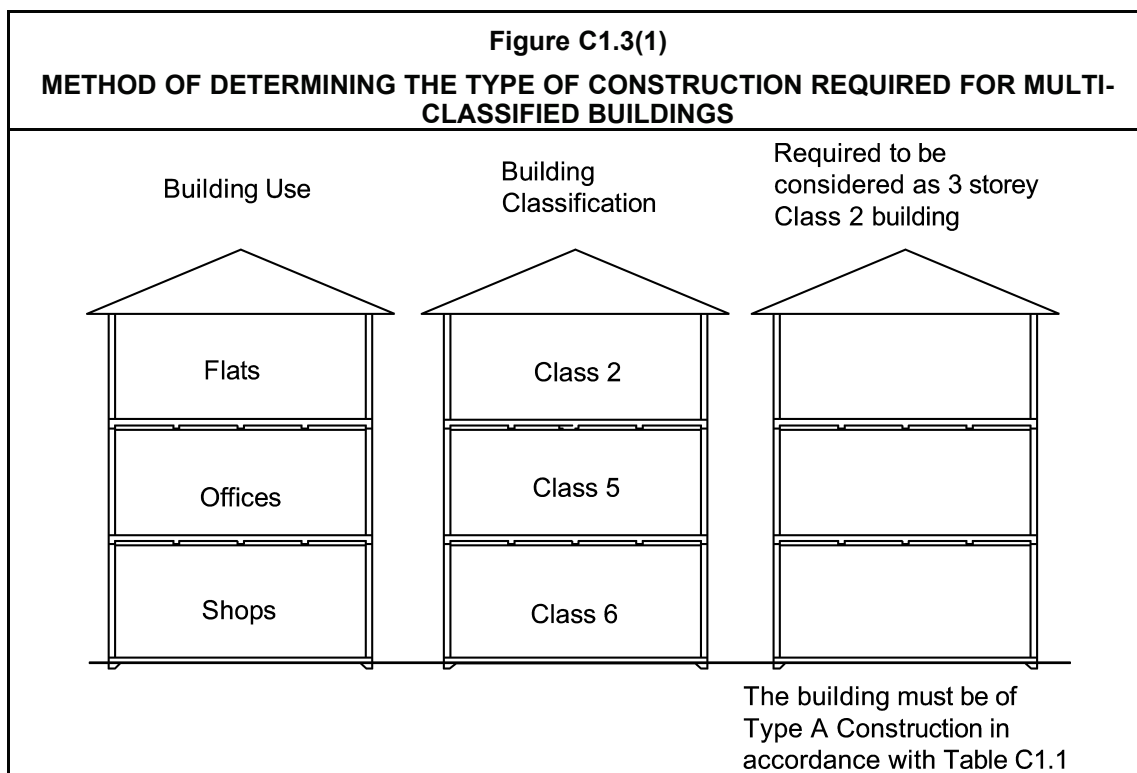 Figure C1.3(1)
METHOD OF DETERMINING THE TYPE OF CONSTRUCTION REQUIRED FOR MULTI-
CLASSIFIED BUILDINGS
Building Use
Building
Classification
Required to be
considered as 3 storey
Class 2 building
Flats
Class 2
Offices
Class 5
Shops
Class 6
The building must be of
Type A Construction in
accordance with Table C1.1